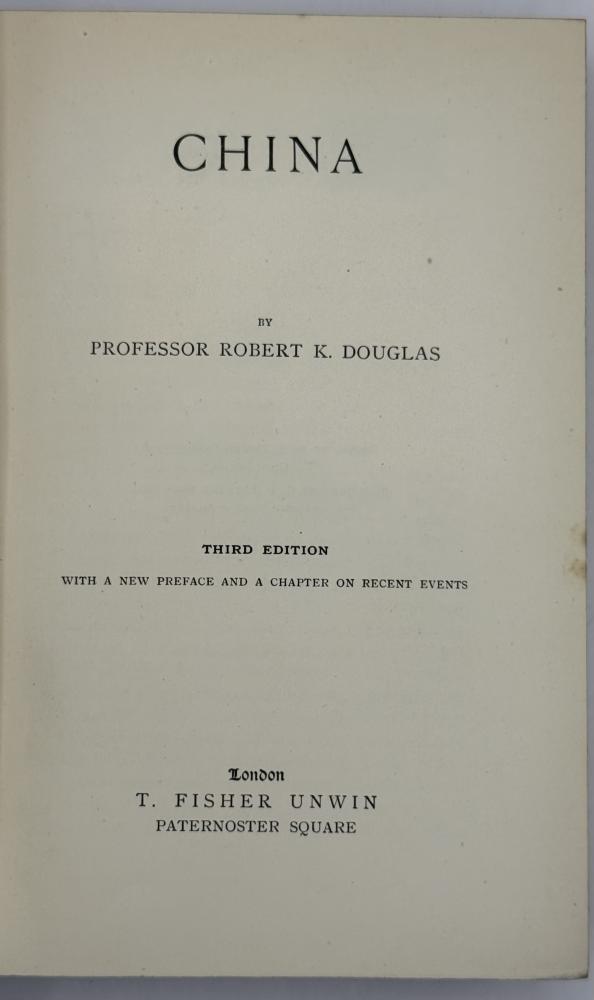 CHINA
BY
PROFESSOR ROBERT K. DOUGLAS
THIRD EDITION
WITH A NEW PREFACE AND A CHAPTER ON RECENT EVENTS
London
T. FISHER UNWIN
PATERNOSTER SQUARE